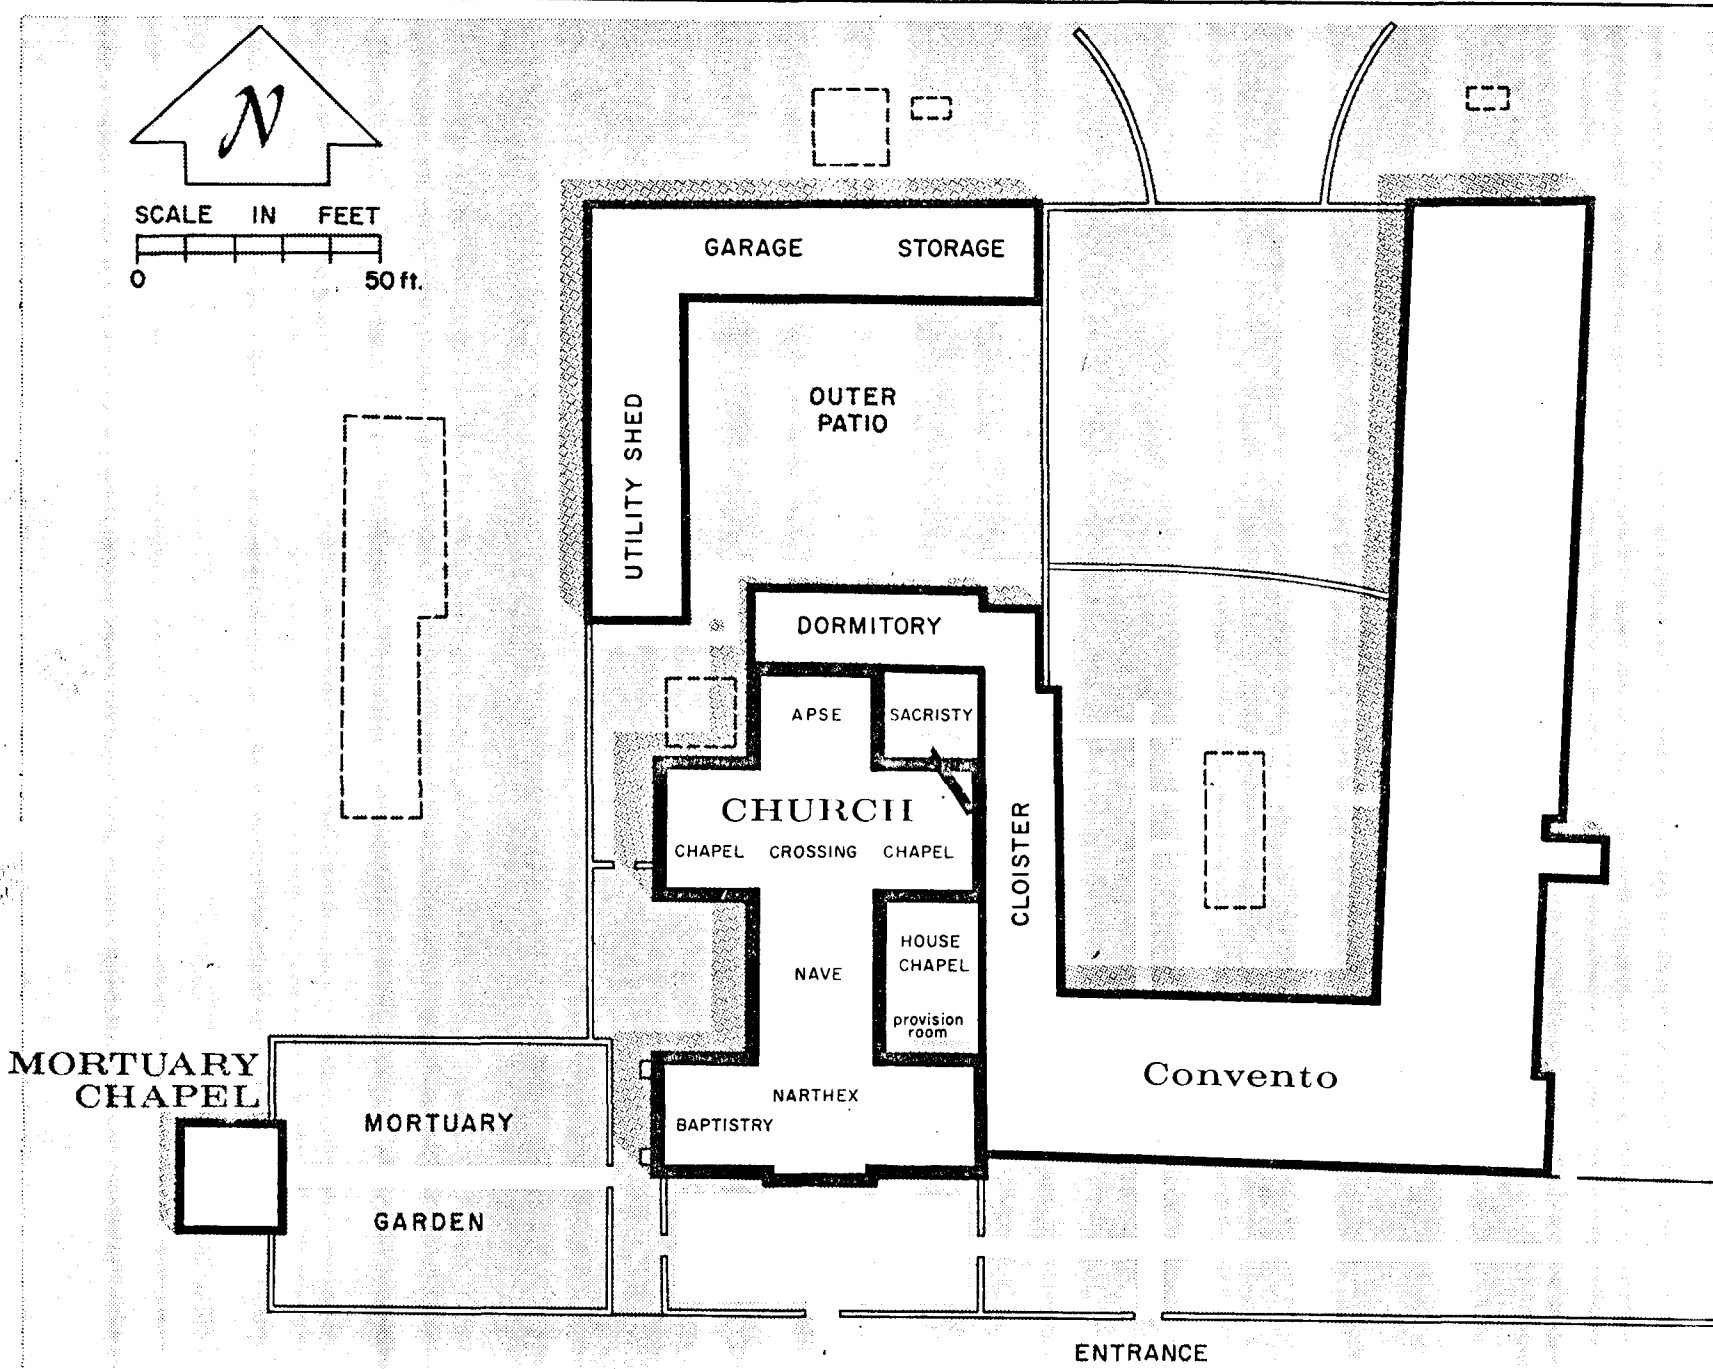 N
SCALE IN FEET
0 50 ft.
GARAGE STORAGE
OUTER
PATIO
UTILITY SHED
DORMITORY
APSE
SACRISTY
CHURCH
CHAPEL CROSSING CHAPEL
CLOISTER
HOUSE
CHAPEL
NAVE
provision
room
MORTUARY
CHAPEL
Convento
NARTHEX
BAPTISTRY
MORTUARY
GARDEN
ENTRANCE